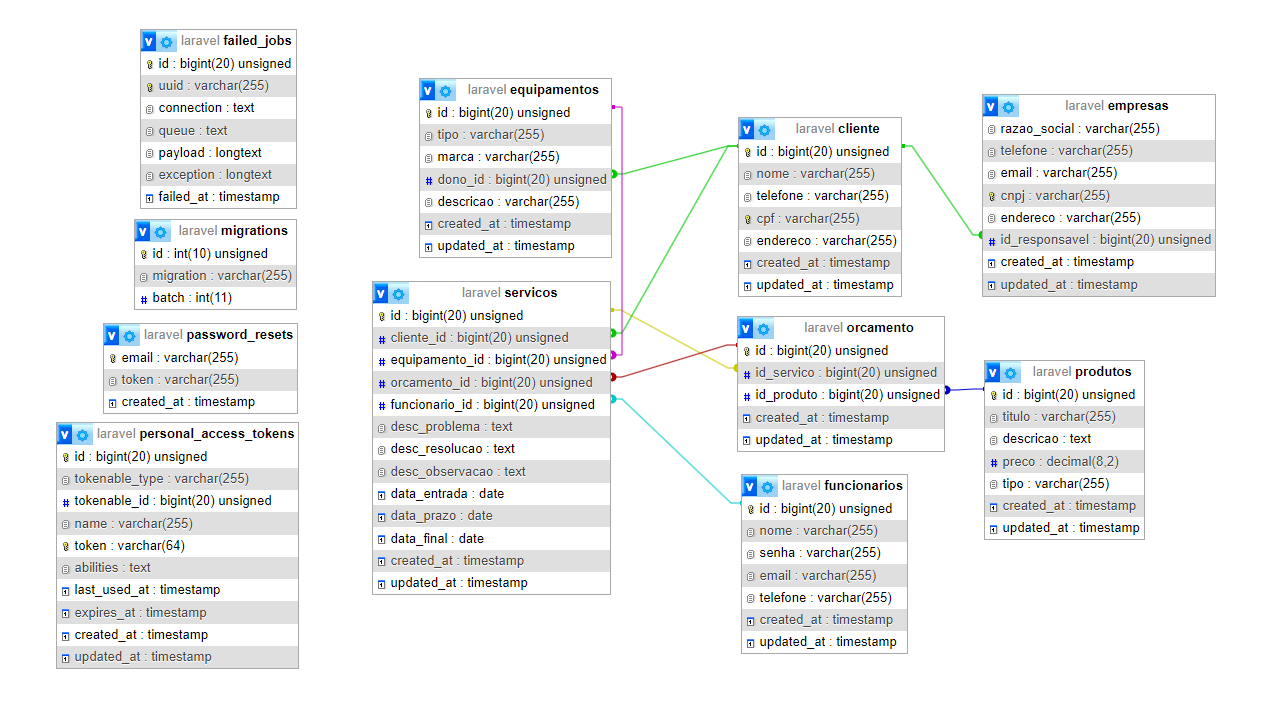 laravel failed_jobs
id : bigint(20) unsigned
uuid : varchar(255)
connection : text
queue : text
payload : longtext
exception : longtext
failed_at : timestamp
laravel migrations
id : int(10) unsigned
migration : varchar(255)
batch : int(11)
laravel password_resets
email : varchar(255)
token : varchar(255)
created_at : timestamp
laravel personal_access_tokens
id : bigint(20) unsigned
tokenable_type : varchar(255)
tokenable_id : bigint(20) unsigned
name : varchar(255)
token : varchar(64)
abilities : text
last_used_at : timestamp
expires_at : timestamp
created_at : timestamp
updated_at : timestamp
laravel equipamentos
id : bigint(20) unsigned
tipo : varchar(255)
marca : varchar(255)
dono_id : bigint(20) unsigned
descricao : varchar(255)
created_at : timestamp
updated_at : timestamp
laravel servicos
id : bigint(20) unsigned
cliente_id : bigint(20) unsigned
equipamento_id : bigint(20) unsigned
orcamento_id : bigint(20) unsigned
funcionario_id : bigint(20) unsigned
desc_problema : text
desc_resolucao : text
desc_observacao : text
data_entrada : date
data_prazo : date
data_final : date
created_at : timestamp
updated_at : timestamp
laravel cliente
id : bigint(20) unsigned
nome : varchar(255)
telefone : varchar(255)
cpf : varchar(255)
endereco : varchar(255)
created_at : timestamp
updated_at : timestamp
laravel orcamento
id : bigint(20) unsigned
id_servico : bigint(20) unsigned
id_produto : bigint(20) unsigned
created_at : timestamp
updated_at : timestamp
laravel funcionarios
id : bigint(20) unsigned
nome : varchar(255)
senha : varchar(255)
email : varchar(255)
telefone : varchar(255)
created_at : timestamp
updated_at : timestamp
laravel empresas
razao_social : varchar(255)
telefone : varchar(255)
email : varchar(255)
cnpj : varchar(255)
endereco : varchar(255)
id_responsavel : bigint(20) unsigned
created_at : timestamp
updated_at : timestamp
laravel produtos
id : bigint(20) unsigned
titulo : varchar(255)
descricao : text
preco : decimal(8,2)
tipo : varchar(255)
created_at : timestamp
updated_at : timestamp